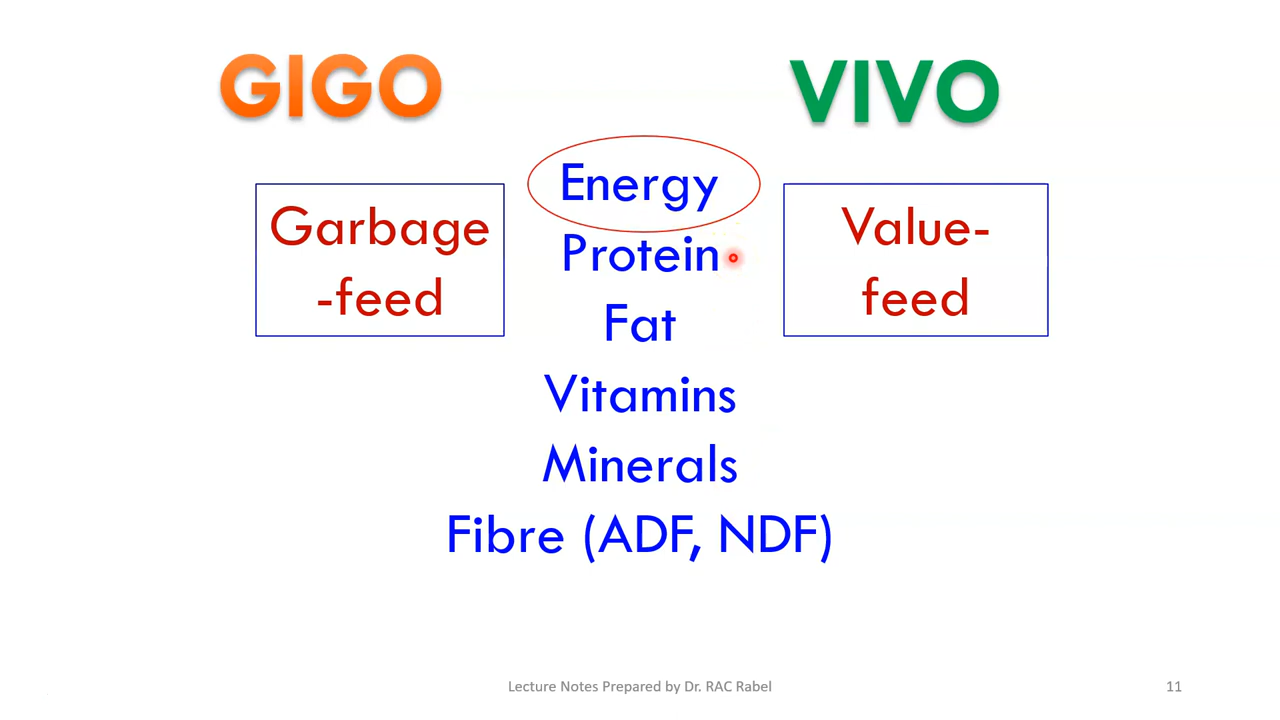 GIGO
VIVO
Garbage
-feed
Energy
Protein
Fat
Vitamins
Minerals
Fibre (ADF, NDF)
Value-
feed
Lecture Notes Prepared by Dr. RAC Rabel
11